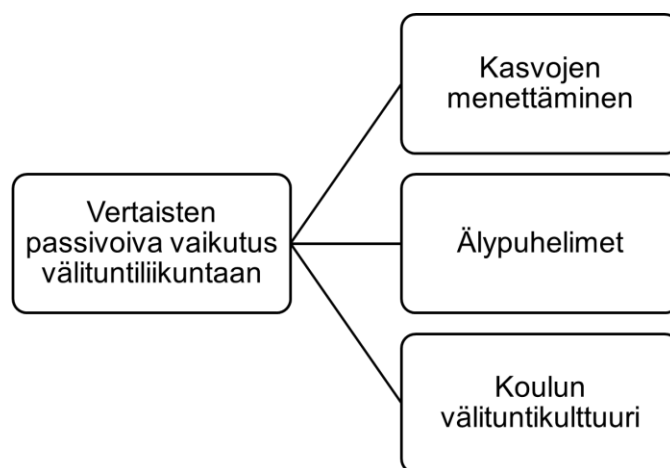 Kasvojen
menettäminen
Vertaisten
passivoiva vaikutus
välituntiliikuntaan
Älypuhelimet
Koulun
välituntikulttuuri